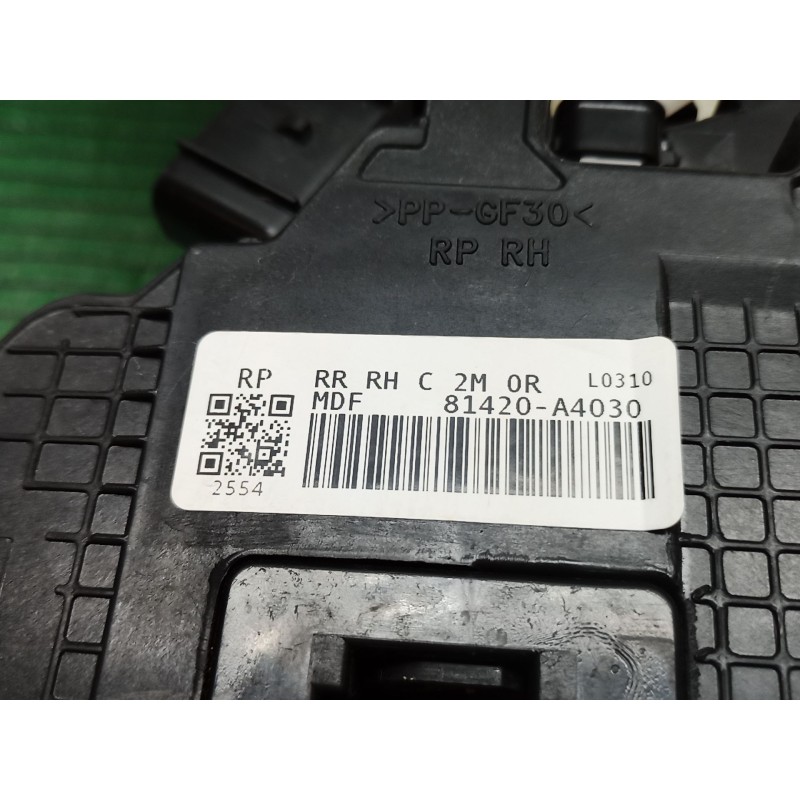 >PP-GF30<
RP RH
RP RR RH C 2M 0R L0310
MDF 81420-A4030
2554